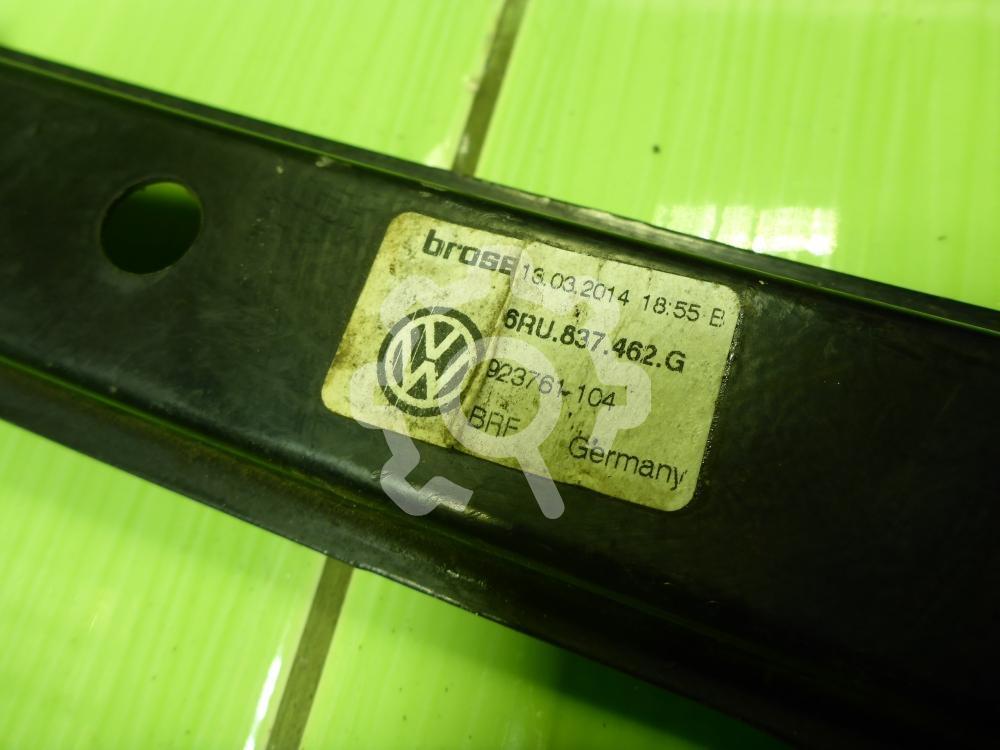 brose 13.03.2014 18:55 B
6RU.837.462.G
923761-104
BRF Germany